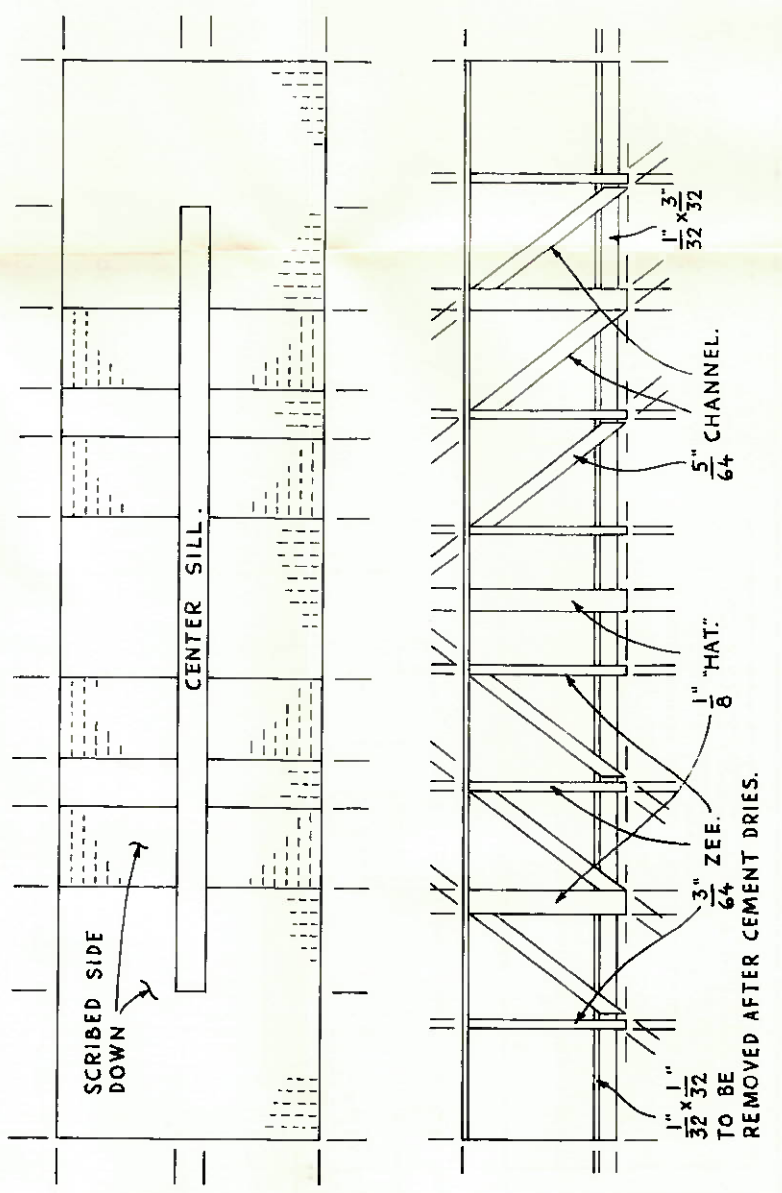 SCRIBED SIDE
DOWN
CENTER SILL.
1/32" x 1/32"
TO BE
REMOVED AFTER CEMENT DRIES.
3/64" ZEE.
1/8" "HAT."
5/64" CHANNEL.
1/32" x 3/32"